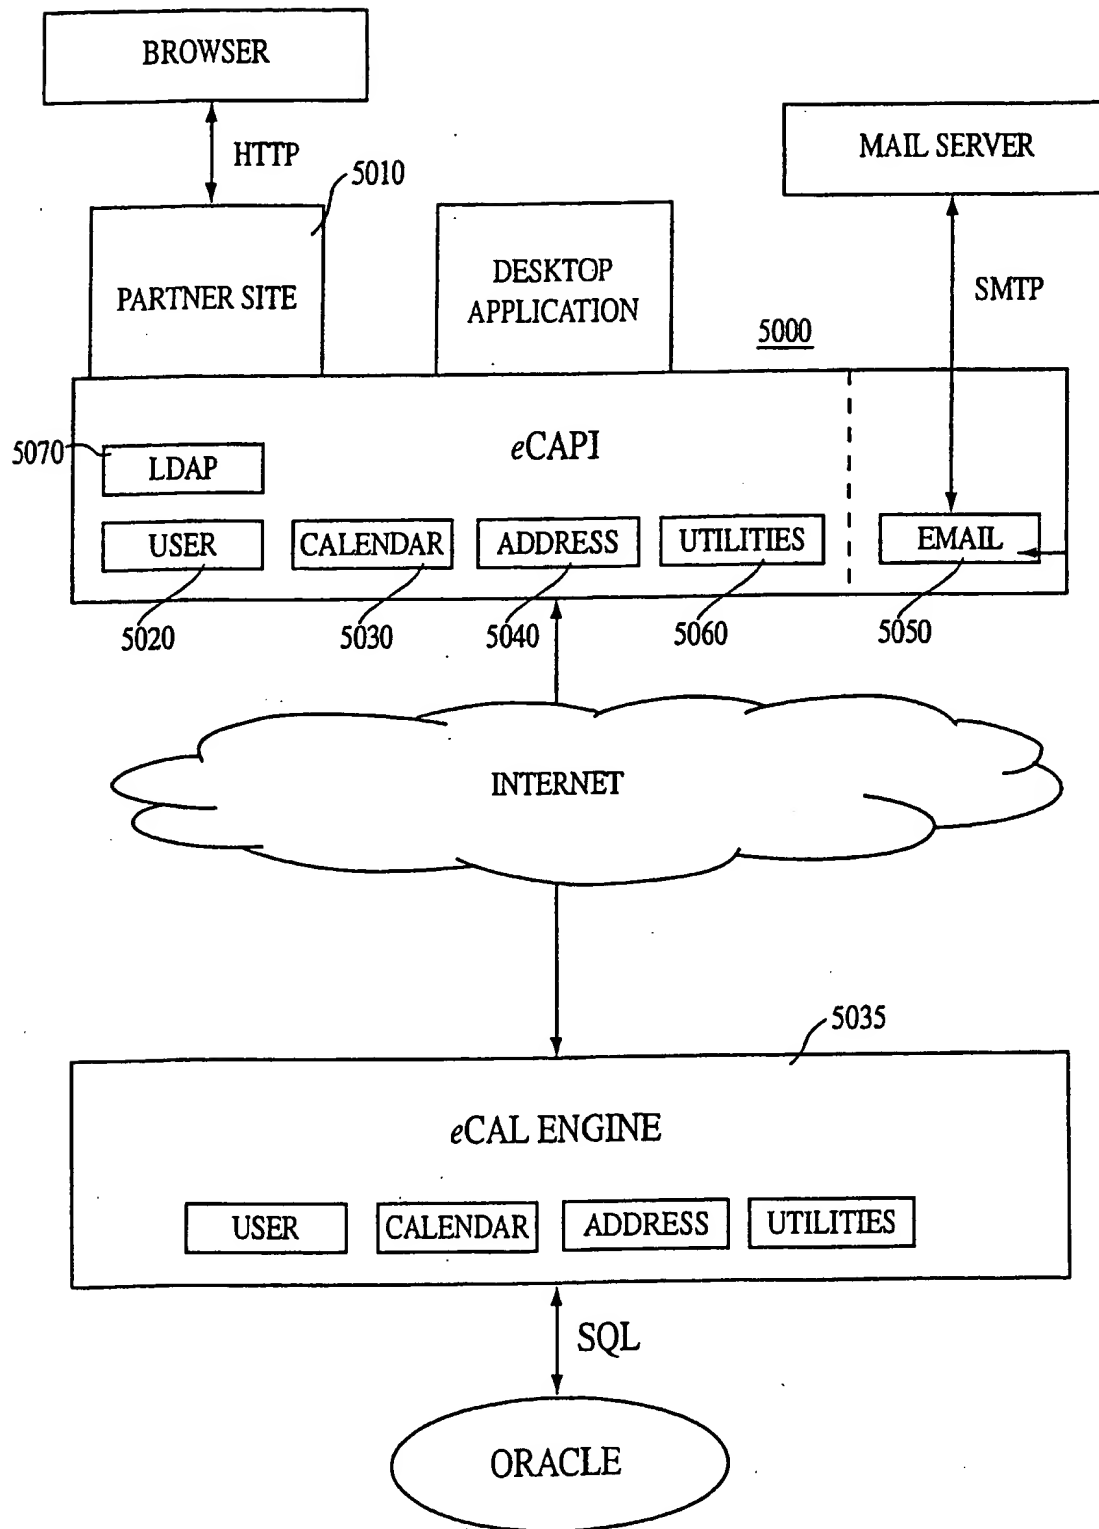 BROWSER
HTTP
MAIL SERVER
5010
PARTNER SITE
DESKTOP
APPLICATION
SMTP
5000
5070
LDAP
eCAPI
USER
CALENDAR
ADDRESS
UTILITIES
EMAIL
5020
5030
5040
5060
5050
INTERNET
5035
eCAL ENGINE
USER
CALENDAR
ADDRESS
UTILITIES
SQL
ORACLE